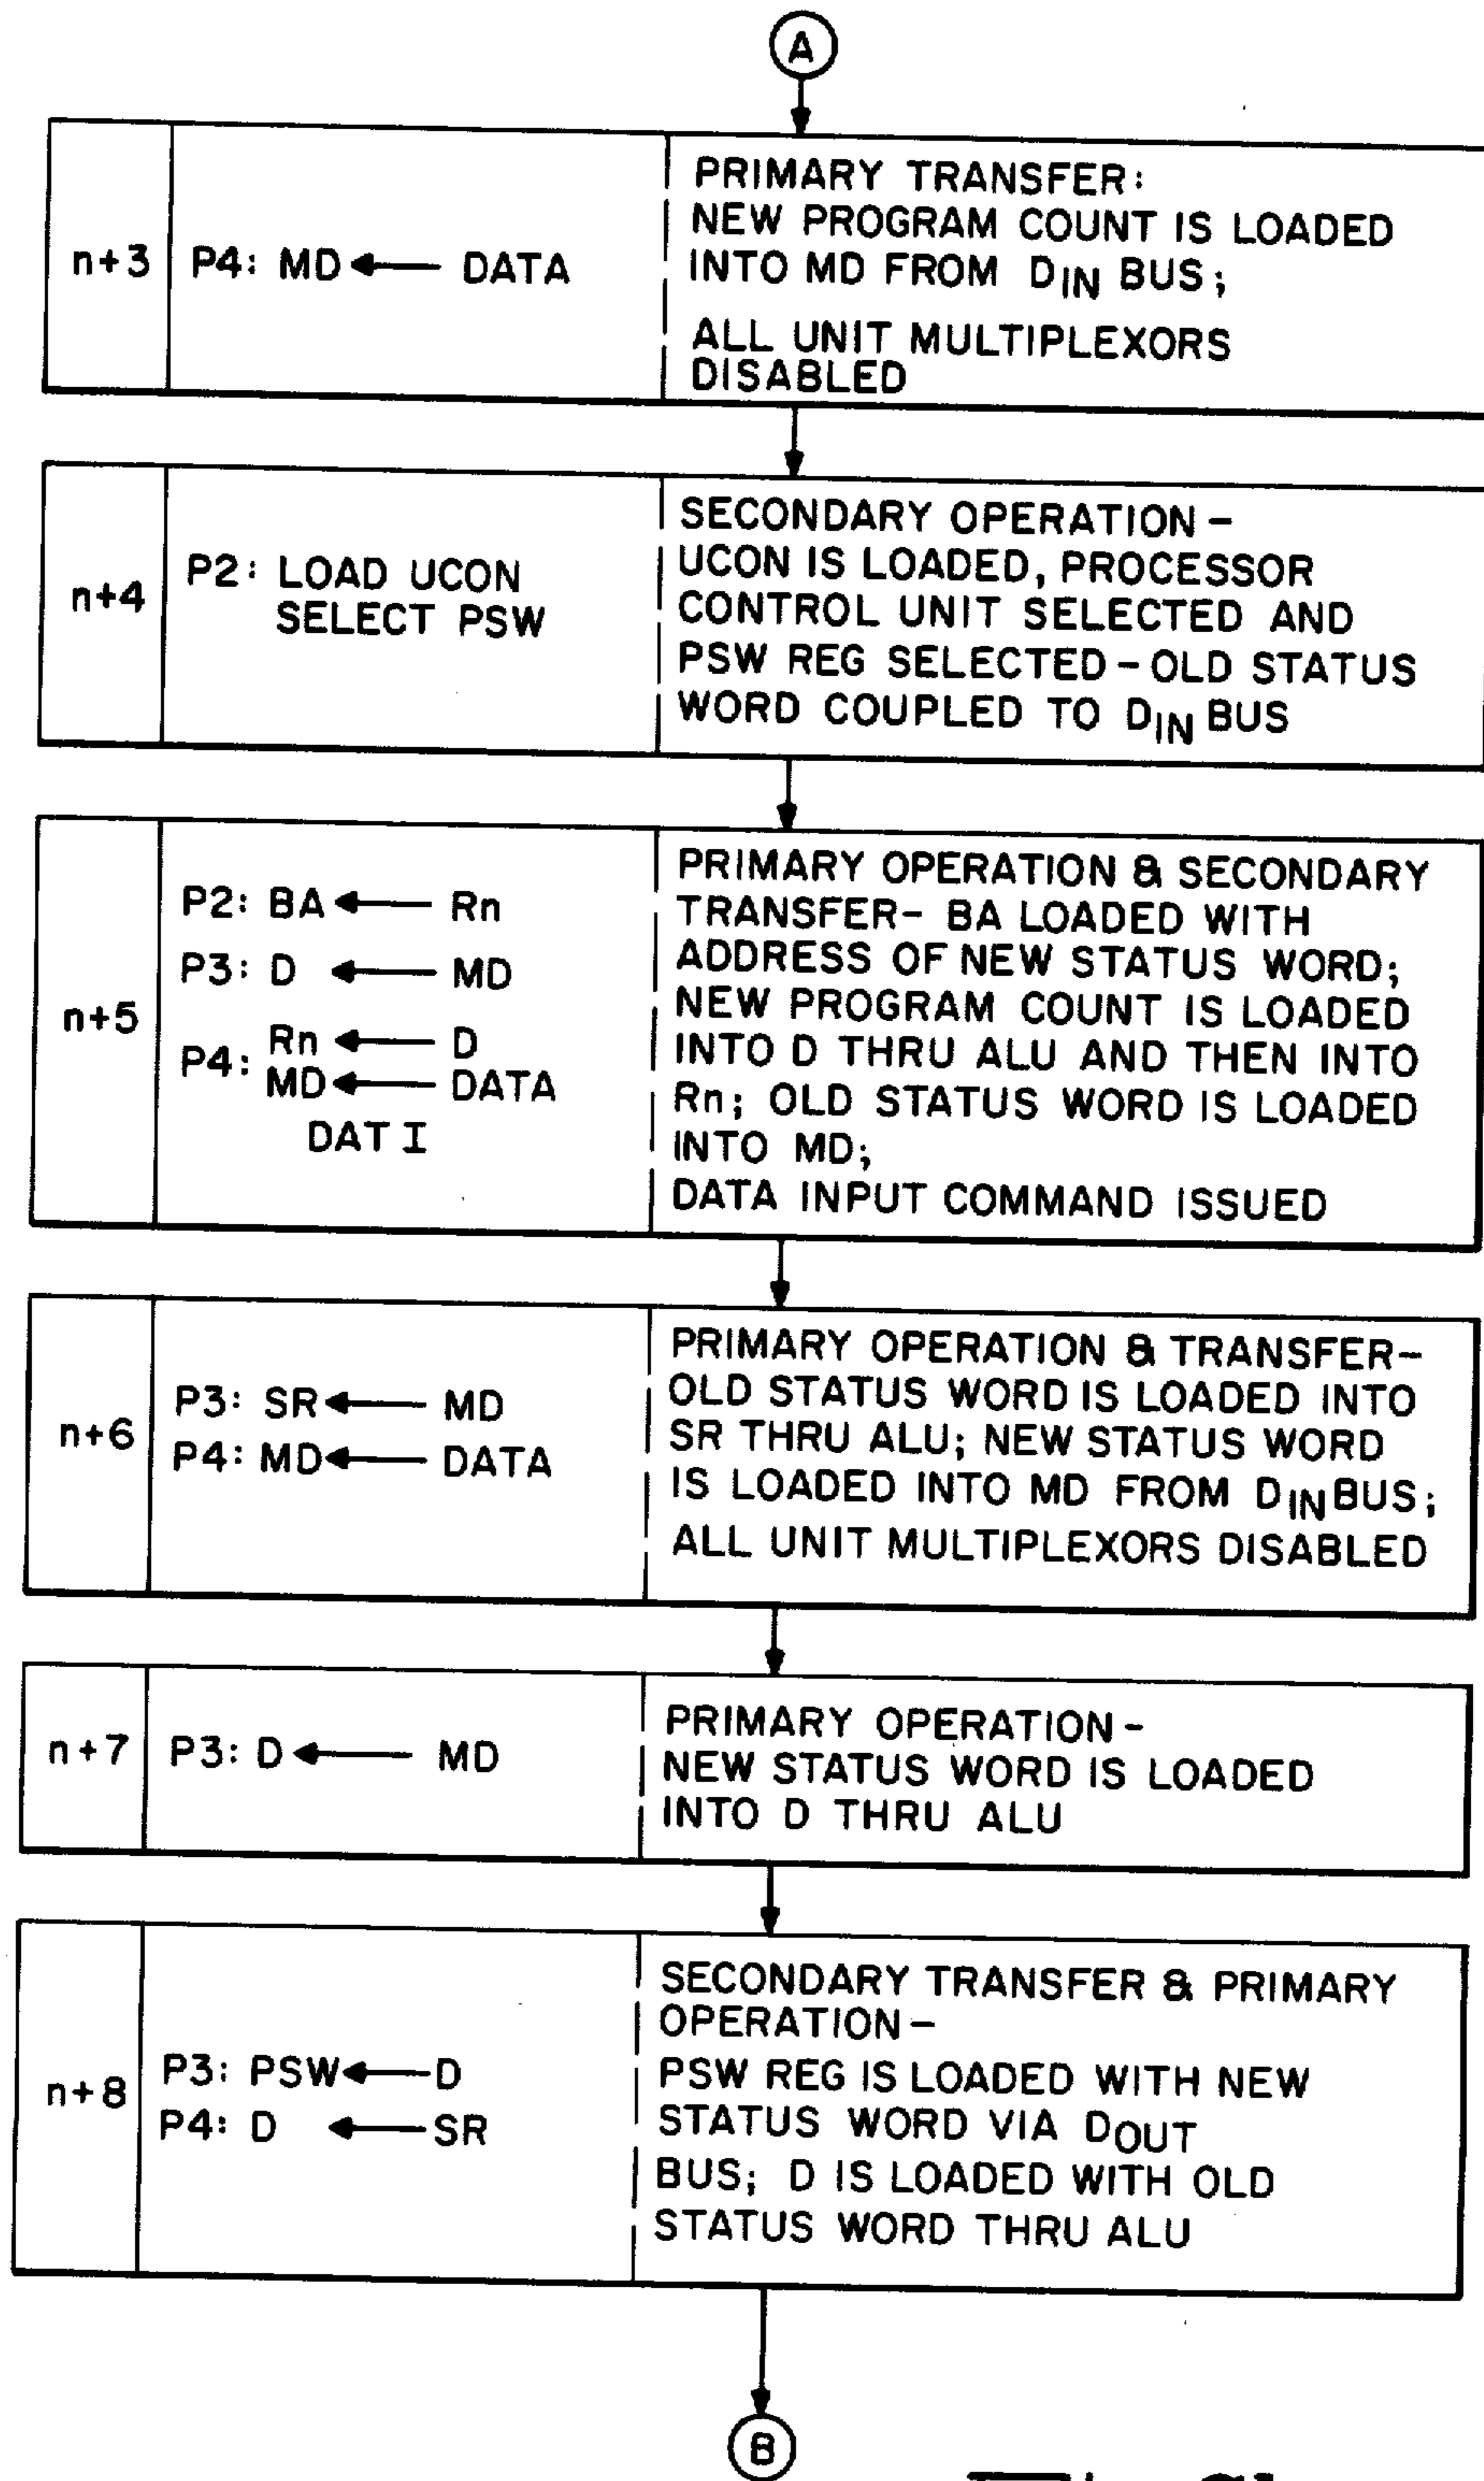 A
n+3
P4: MD ← DATA
PRIMARY TRANSFER:
NEW PROGRAM COUNT IS LOADED
INTO MD FROM DIN BUS;
ALL UNIT MULTIPLEXORS
DISABLED
n+4
P2: LOAD UCON
SELECT PSW
SECONDARY OPERATION –
UCON IS LOADED, PROCESSOR
CONTROL UNIT SELECTED AND
PSW REG SELECTED – OLD STATUS
WORD COUPLED TO DIN BUS
n+5
P2: BA ← Rn
P3: D ← MD
P4: Rn ← D
MD ← DATA
DATI
PRIMARY OPERATION & SECONDARY
TRANSFER – BA LOADED WITH
ADDRESS OF NEW STATUS WORD;
NEW PROGRAM COUNT IS LOADED
INTO D THRU ALU AND THEN INTO
Rn; OLD STATUS WORD IS LOADED
INTO MD;
DATA INPUT COMMAND ISSUED
n+6
P3: SR ← MD
P4: MD ← DATA
PRIMARY OPERATION & TRANSFER –
OLD STATUS WORD IS LOADED INTO
SR THRU ALU; NEW STATUS WORD
IS LOADED INTO MD FROM DIN BUS;
ALL UNIT MULTIPLEXORS DISABLED
n+7
P3: D ← MD
PRIMARY OPERATION –
NEW STATUS WORD IS LOADED
INTO D THRU ALU
n+8
P3: PSW ← D
P4: D ← SR
SECONDARY TRANSFER & PRIMARY
OPERATION –
PSW REG IS LOADED WITH NEW
STATUS WORD VIA DOUT
BUS; D IS LOADED WITH OLD
STATUS WORD THRU ALU
B